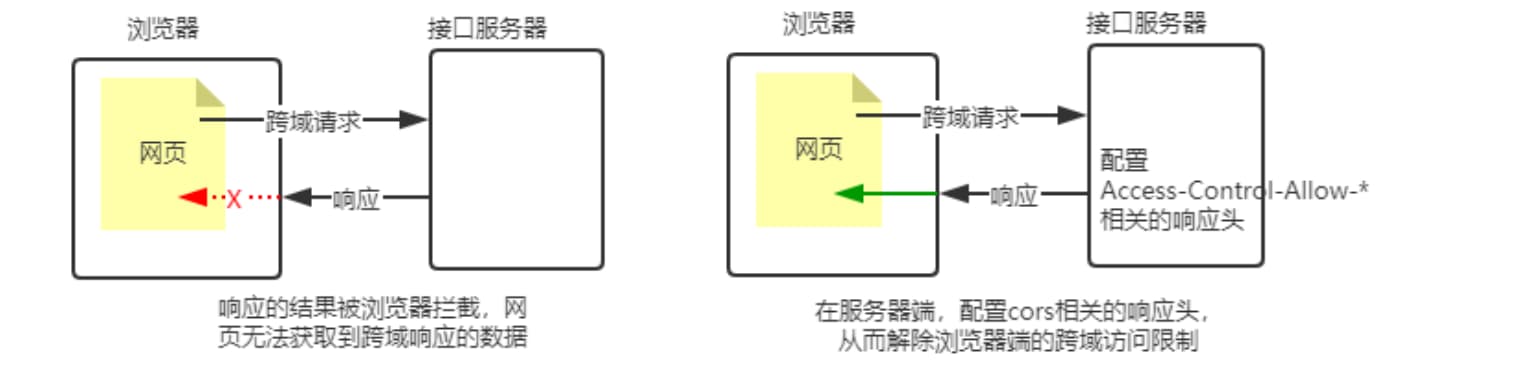 浏览器
接口服务器
网页
跨域请求
X
响应
响应的结果被浏览器拦截，网
页无法获取到跨域响应的数据
浏览器
接口服务器
网页
跨域请求
响应
配置
Access-Control-Allow-*
相关的响应头
在服务器端，配置cors相关的响应头，
从而解除浏览器端的跨域访问限制